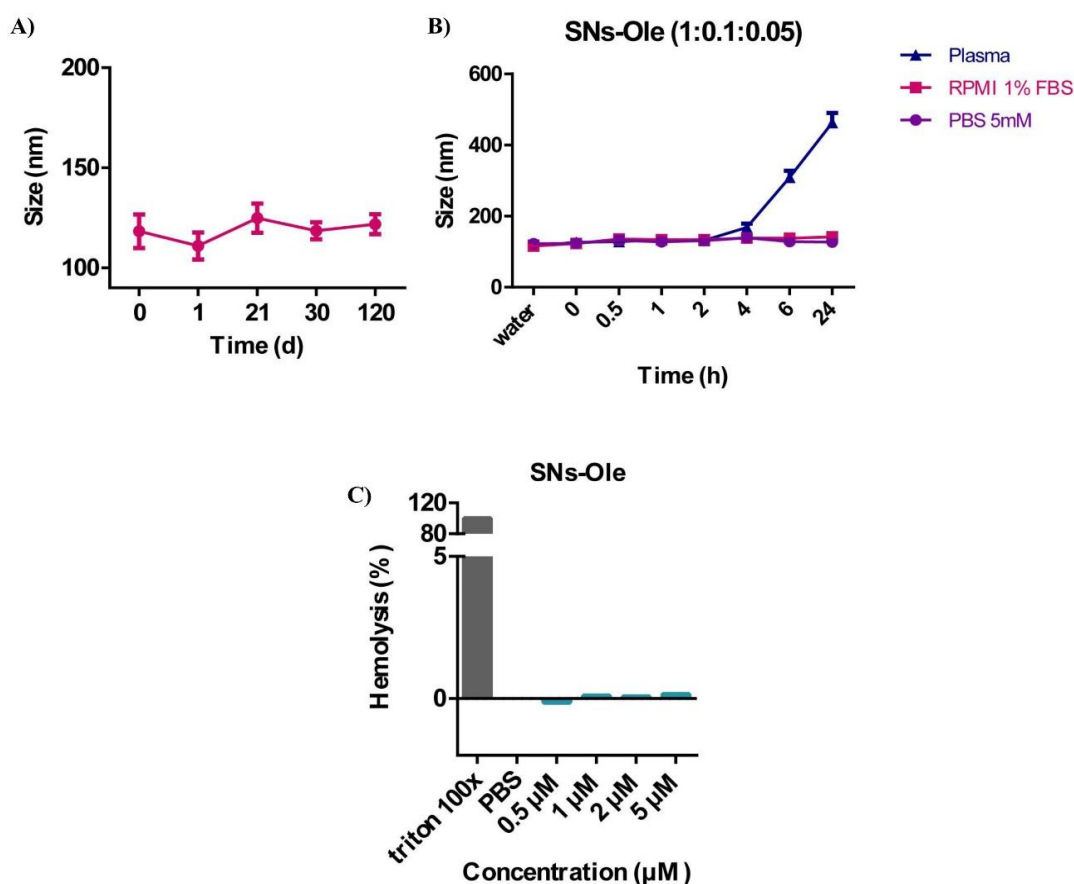 A)
200
150
100
Size (nm)
0 1 21 30 120
Time (d)
B)
SNs-Ole (1:0.1:0.05)
600
400
200
0
Size (nm)
water 0 0.5 1 2 4 6 24
Time (h)
Plasma
RPMI 1% FBS
PBS 5mM
C)
SNs-Ole
120
80
5
0
Hemolysis (%)
triton 100x PBS 0.5 µM 1 µM 2 µM 5 µM
Concentration (µM)